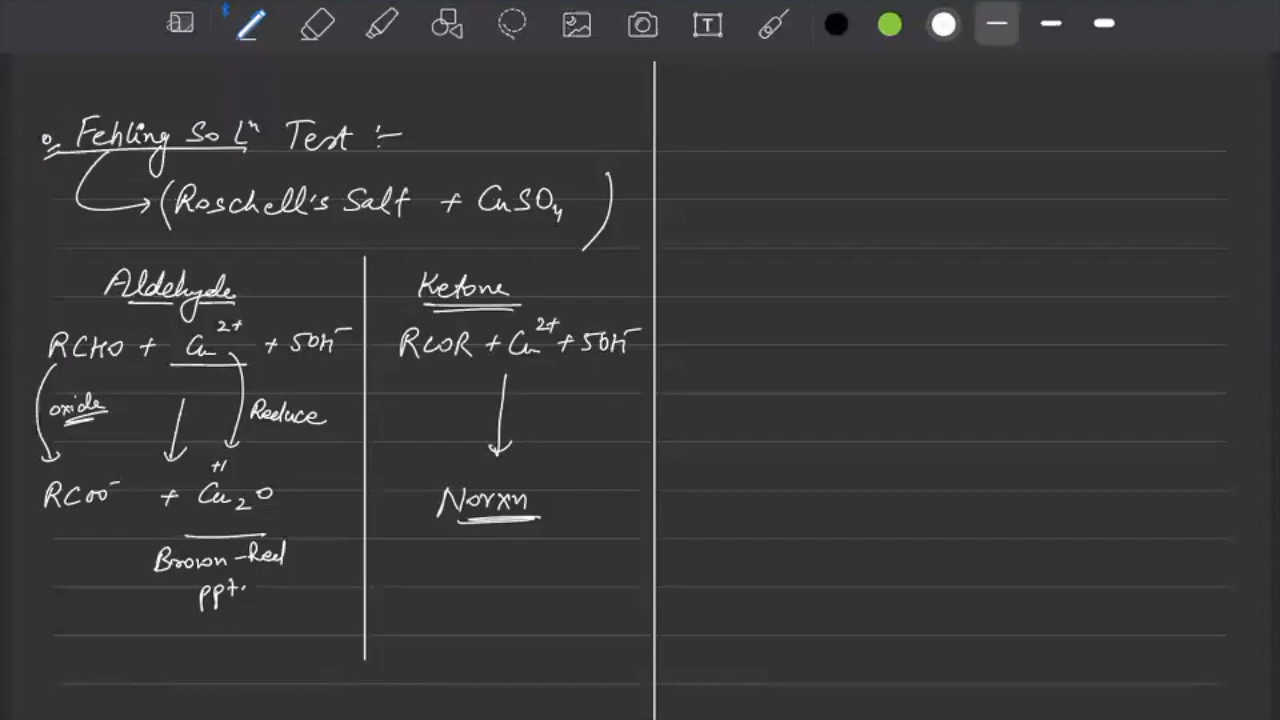 Fehling Solⁿ Test :-
(Roschell's Salt + CuSO₄)
Aldehyde
RCHO + Cu²⁺ + 5OH⁻
oxide
Reduce
+1
RCOO⁻ + Cu₂O
Brown-Red
ppt.
Ketone
RCOR + Cu²⁺ + 5OH⁻
Norxn